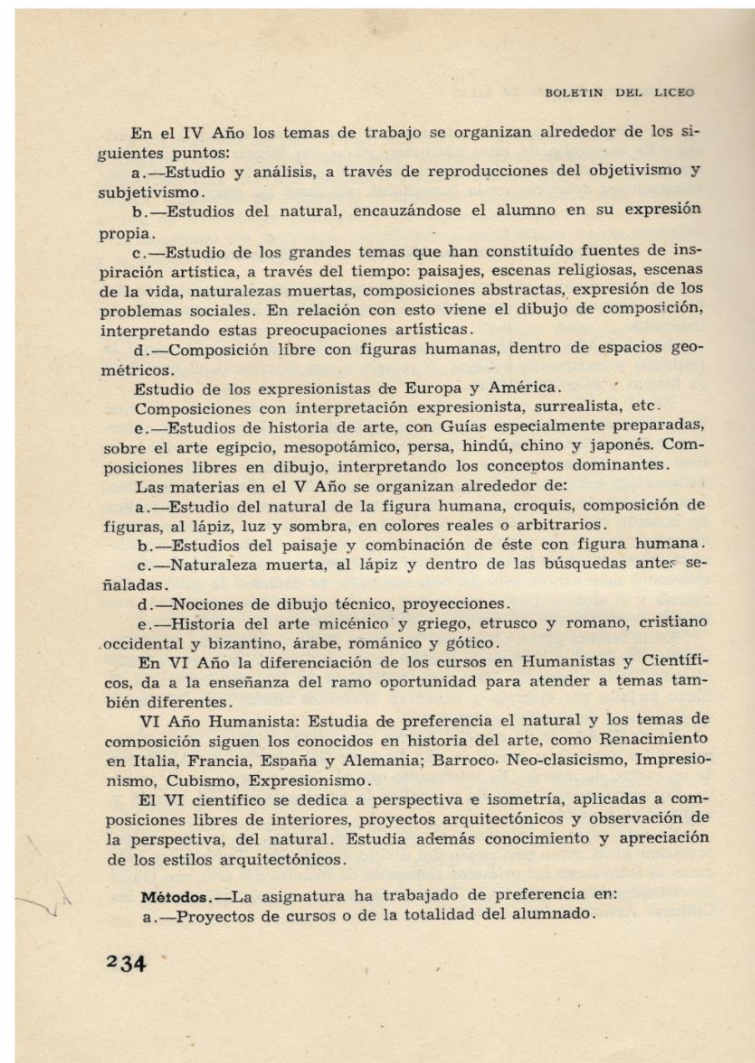 BOLETIN DEL LICEO
En el IV Año los temas de trabajo se organizan alrededor de los si-
guientes puntos:
a.—Estudio y análisis, a través de reproducciones del objetivismo y
subjetivismo.
b.—Estudios del natural, encauzándose el alumno en su expresión
propia.
c.—Estudio de los grandes temas que han constituído fuentes de ins-
piración artística, a través del tiempo: paisajes, escenas religiosas, escenas
de la vida, naturalezas muertas, composiciones abstractas, expresión de los
problemas sociales. En relación con esto viene el dibujo de composición,
interpretando estas preocupaciones artísticas.
d.—Composición libre con figuras humanas, dentro de espacios geo-
métricos.
Estudio de los expresionistas de Europa y América.
Composiciones con interpretación expresionista, surrealista, etc.
e.—Estudios de historia de arte, con Guías especialmente preparadas,
sobre el arte egipcio, mesopotámico, persa, hindú, chino y japonés. Com-
posiciones libres en dibujo, interpretando los conceptos dominantes.
Las materias en el V Año se organizan alrededor de:
a.—Estudio del natural de la figura humana, croquis, composición de
figuras, al lápiz, luz y sombra, en colores reales o arbitrarios.
b.—Estudios del paisaje y combinación de éste con figura humana.
c.—Naturaleza muerta, al lápiz y dentro de las búsquedas antes se-
ñaladas.
d.—Nociones de dibujo técnico, proyecciones.
e.—Historia del arte micénico y griego, etrusco y romano, cristiano
occidental y bizantino, árabe, románico y gótico.
En VI Año la diferenciación de los cursos en Humanistas y Científi-
cos, da a la enseñanza del ramo oportunidad para atender a temas tam-
bién diferentes.
VI Año Humanista: Estudia de preferencia el natural y los temas de
composición siguen los conocidos en historia del arte, como Renacimiento
en Italia, Francia, España y Alemania; Barroco. Neo-clasicismo, Impresio-
nismo, Cubismo, Expresionismo.
El VI científico se dedica a perspectiva e isometría, aplicadas a com-
posiciones libres de interiores, proyectos arquitectónicos y observación de
la perspectiva, del natural. Estudia además conocimiento y apreciación
de los estilos arquitectónicos.
Métodos.—La asignatura ha trabajado de preferencia en:
a.—Proyectos de cursos o de la totalidad del alumnado.
234